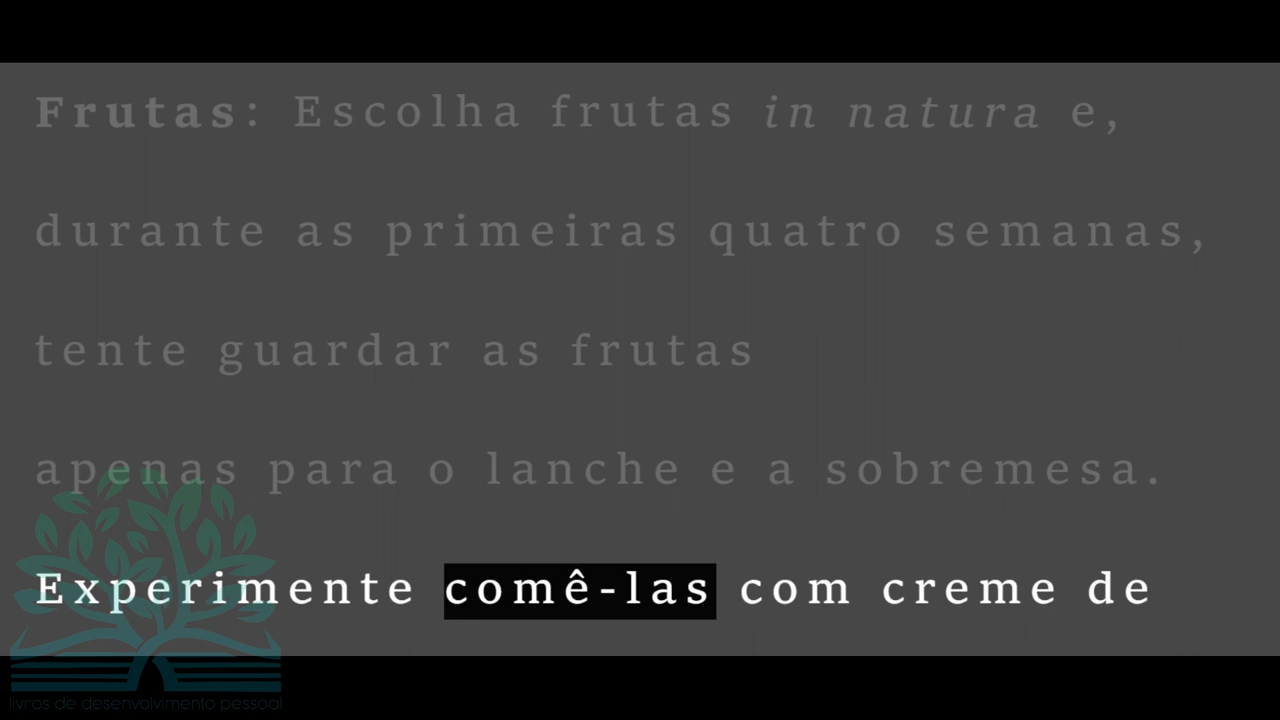 Frutas: Escolha frutas in natura e,
durante as primeiras quatro semanas,
tente guardar as frutas
apenas para o lanche e a sobremesa.
Experimente comê-las com creme de
livros de desenvolvimento pessoal